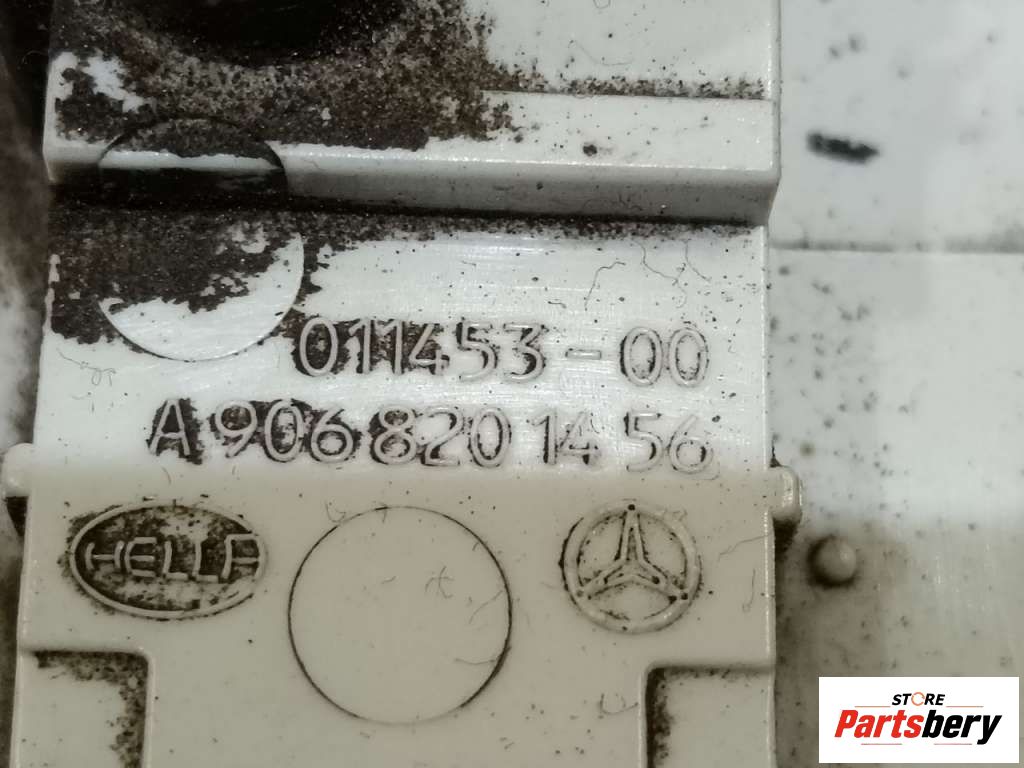 011453-00
A 906 820 14 56
HELLA
STORE
Partsbery